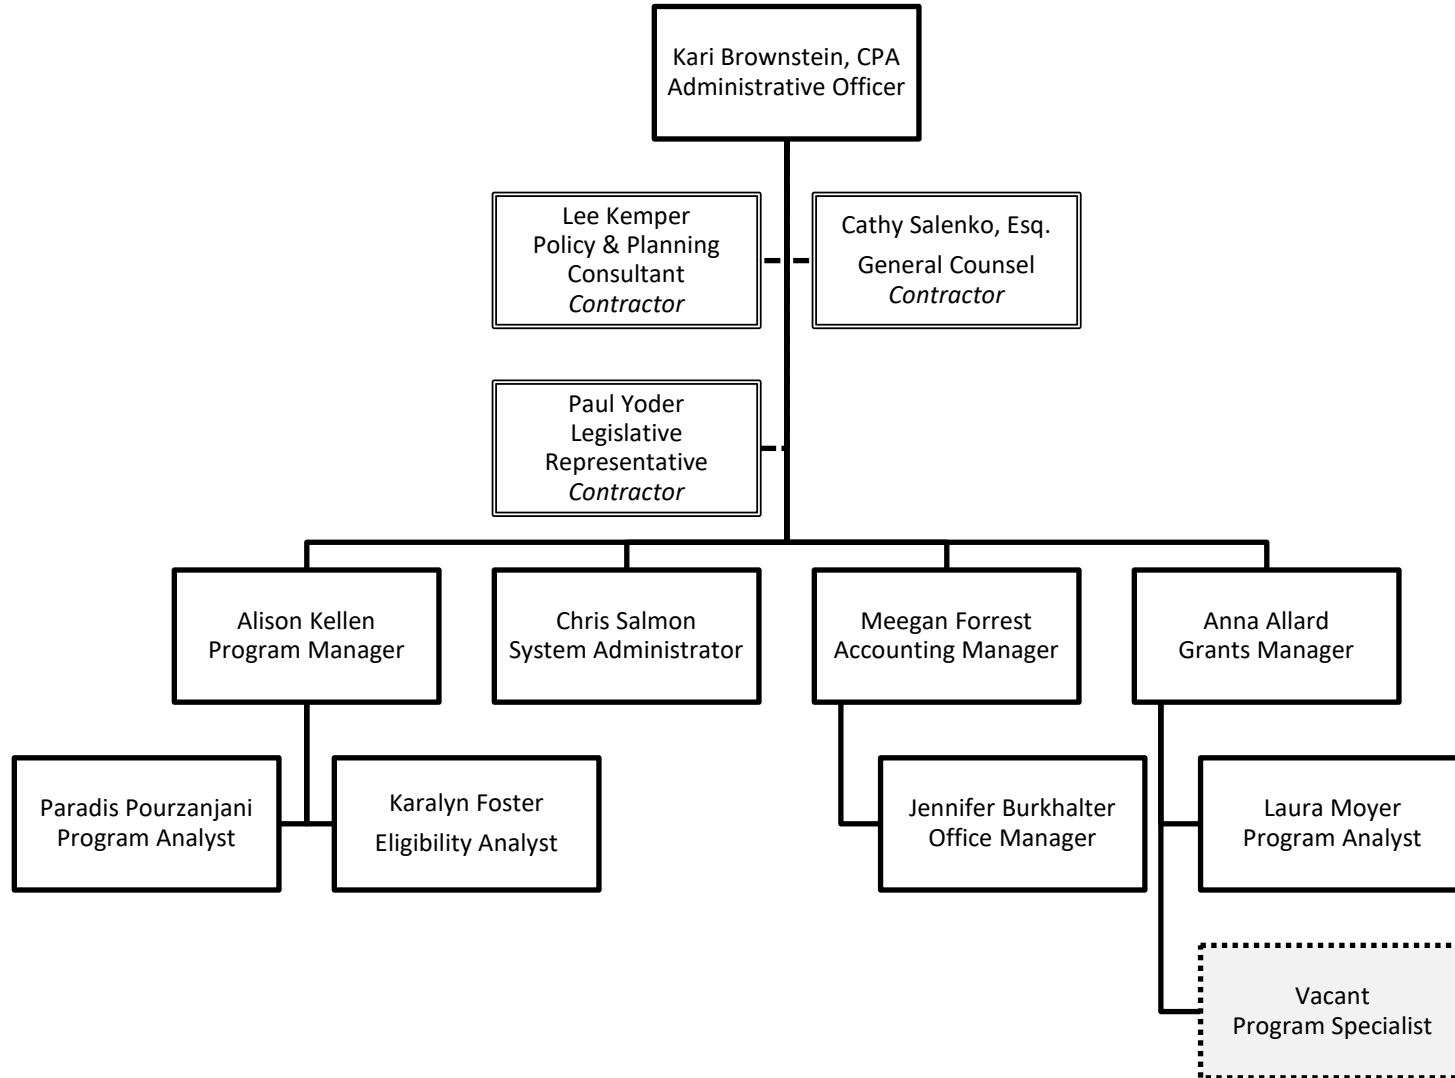 Kari Brownstein, CPA
Administrative Officer
Lee Kemper
Policy & Planning
Consultant
Contractor
Cathy Salenko, Esq.
General Counsel
Contractor
Paul Yoder
Legislative
Representative
Contractor
Alison Kellen
Program Manager
Chris Salmon
System Administrator
Meegan Forrest
Accounting Manager
Anna Allard
Grants Manager
Paradis Pourzanjani
Program Analyst
Karalyn Foster
Eligibility Analyst
Jennifer Burkhalter
Office Manager
Laura Moyer
Program Analyst
Vacant
Program Specialist